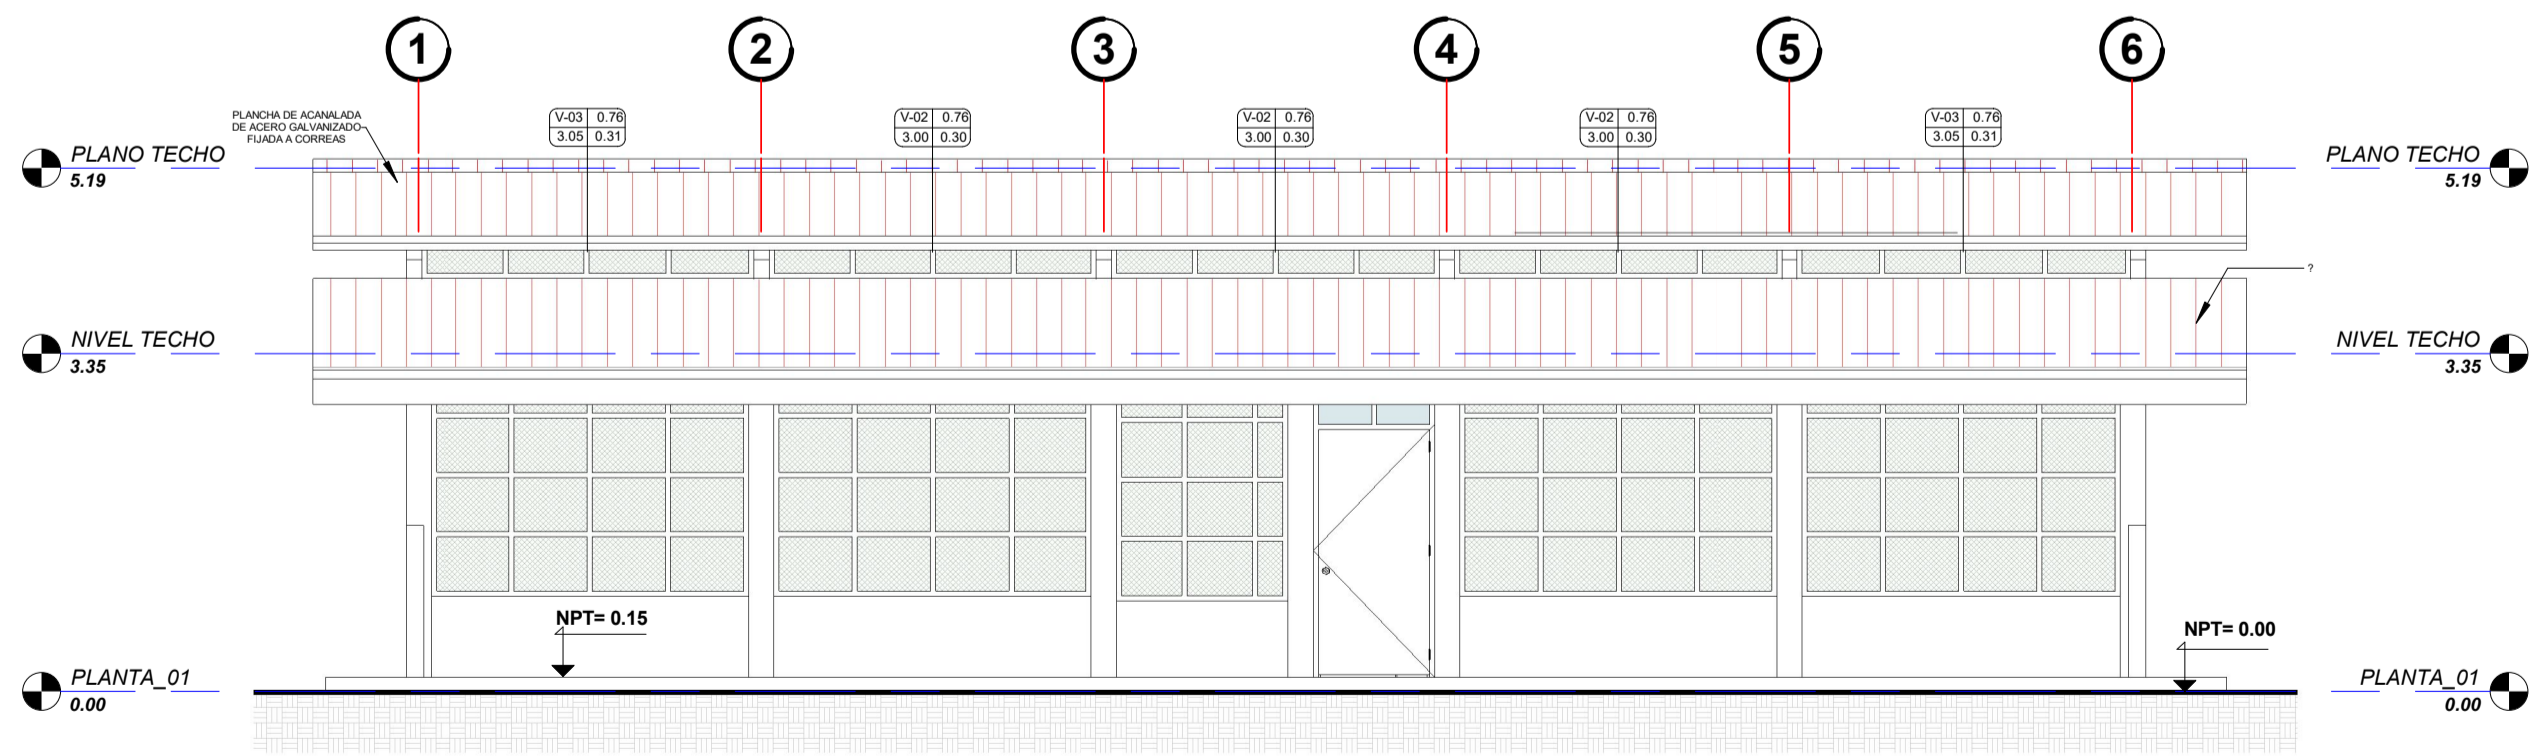 1 2 3 4 5 6
PLANCHA DE ACANALADA
DE ACERO GALVANIZADO
FIJADA A CORREAS
V-03 0.76
3.05 0.31
V-02 0.76
3.00 0.30
V-02 0.76
3.00 0.30
V-02 0.76
3.00 0.30
V-03 0.76
3.05 0.31
PLANO TECHO
5.19
PLANO TECHO
5.19
?
NIVEL TECHO
3.35
NIVEL TECHO
3.35
NPT= 0.15
NPT= 0.00
PLANTA_01
0.00
PLANTA_01
0.00